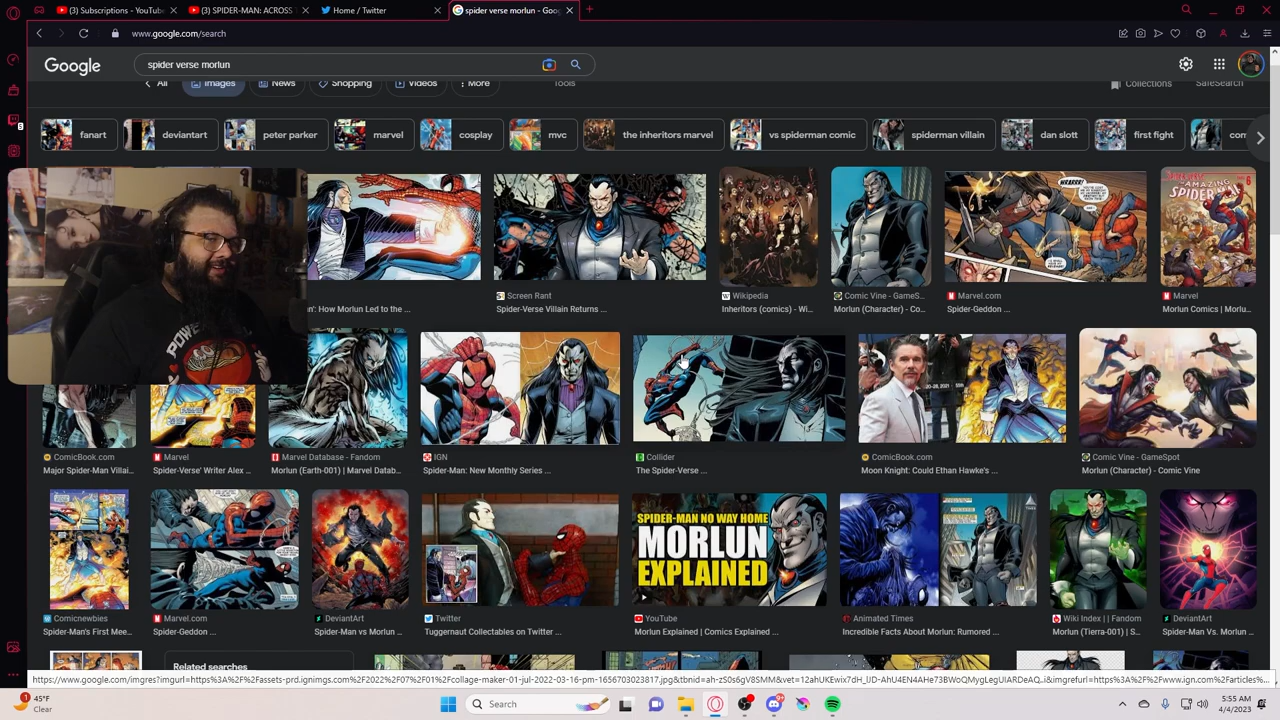 (3) Subscriptions - YouTub
(3) SPIDER-MAN: ACROSS
Home / Twitter
spider verse morlun - Goo
www.google.com/search
Google
spider verse morlun
All
Images
News
Shopping
Videos
More
Tools
Collections
SafeSearch
fanart
deviantart
peter parker
marvel
cosplay
mvc
the inheritors marvel
vs spiderman comic
spiderman villain
dan slott
first fight
com
Screen Rant
Wikipedia
Comic Vine - GameS...
Marvel.com
Marvel
un': How Morlun Led to the ...
Spider-Verse Villain Returns ...
Inheritors (comics) - Wi...
Morlun (Character) - Co...
Spider-Geddon ...
Morlun Comics | Morlu...
POWER
ComicBook.com
Marvel
Marvel Database - Fandom
IGN
Collider
ComicBook.com
Comic Vine - GameSpot
Major Spider-Man Villai...
Spider-Verse' Writer Alex ...
Morlun (Earth-001) | Marvel Datab...
Spider-Man: New Monthly Series ...
The Spider-Verse ...
Moon Knight: Could Ethan Hawke's ...
Morlun (Character) - Comic Vine
SPIDER-MAN NO WAY HOME
MORLUN
EXPLAINED
Comicnewbies
Marvel.com
DeviantArt
Twitter
YouTube
Animated Times
Wiki Index | | Fandom
DeviantArt
Spider-Man's First Mee...
Spider-Geddon ...
Spider-Man vs Morlun ...
Tuggernaut Collectables on Twitter ...
Morlun Explained | Comics Explained ...
Incredible Facts About Morlun: Rumored ...
Morlun (Tierra-001) | S...
Spider-Man Vs. Morlun ...
Related searches
45°F
Clear
Search
5:55 AM
4/4/2023